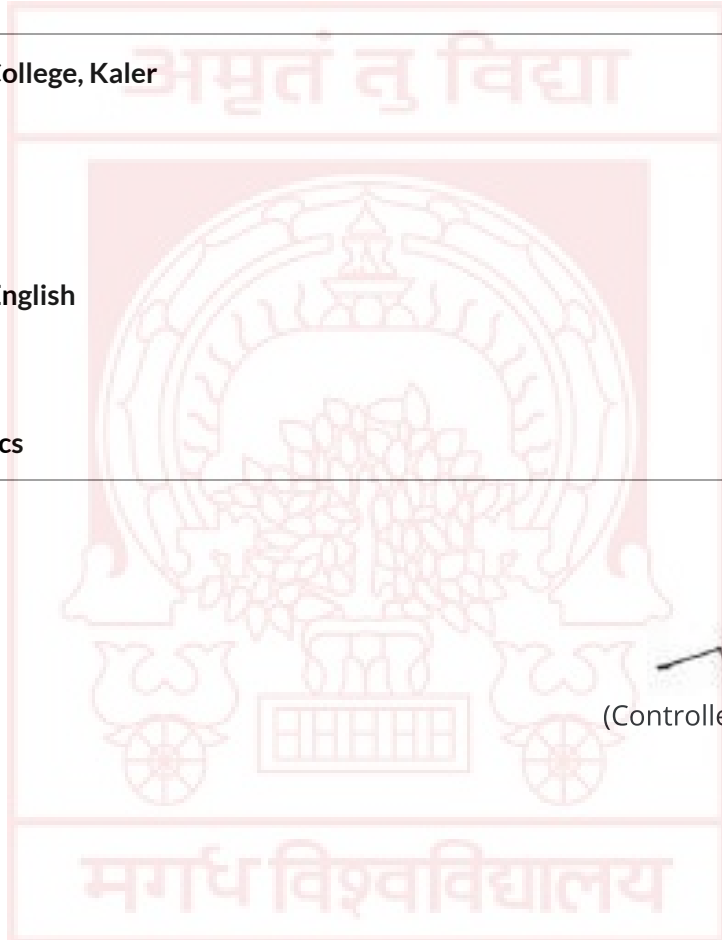 अमृतं तु विद्या
College, Kaler
English
cs
(Controlle
मगध विश्वविद्यालय